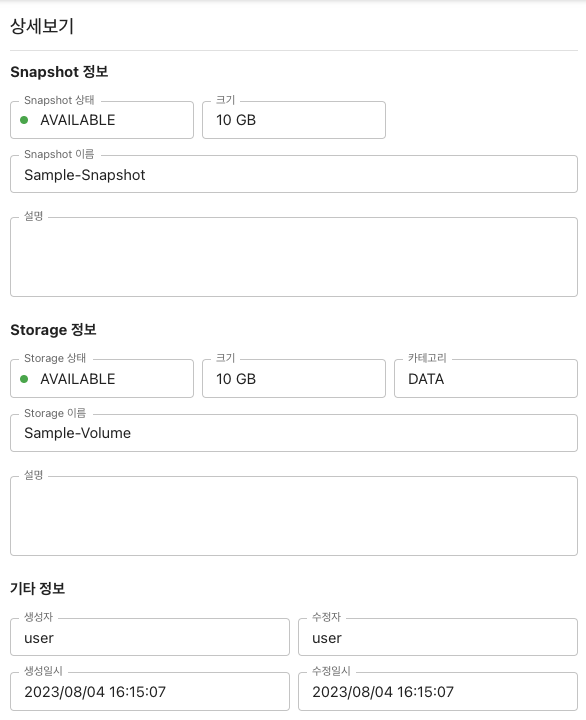 상세보기
Snapshot 정보
Snapshot 상태
크기
AVAILABLE
10 GB
Snapshot 이름
Sample-Snapshot
설명
Storage 정보
Storage 상태
크기
카테고리
AVAILABLE
10 GB
DATA
Storage 이름
Sample-Volume
설명
기타 정보
생성자
수정자
user
user
생성일시
수정일시
2023/08/04 16:15:07
2023/08/04 16:15:07